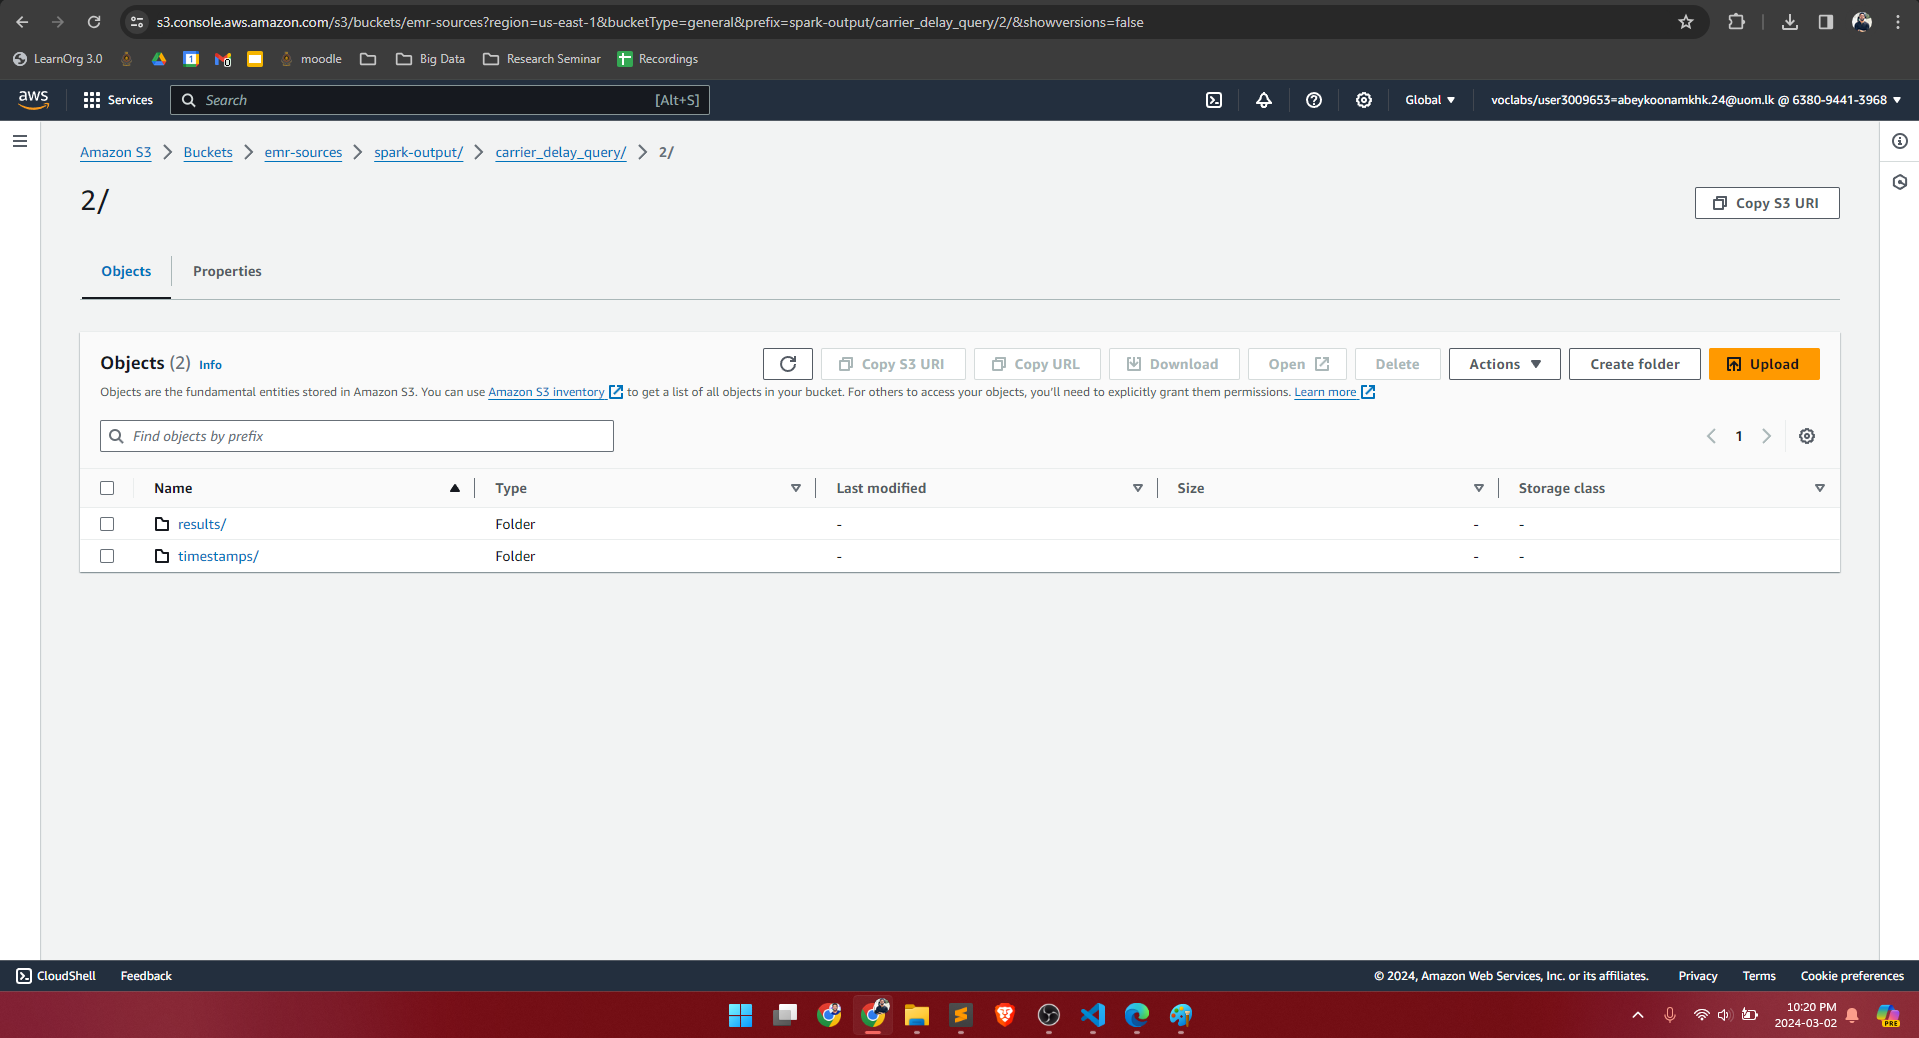 s3.console.aws.amazon.com/s3/buckets/emr-sources?region=us-east-1&bucketType=general&prefix=spark-output/carrier_delay_query/2/&showversions=false
LearnOrg 3.0 moodle Big Data Research Seminar Recordings
aws Services Search [Alt+S] Global voclabs/user3009653=abeykoonamkhk.24@uom.lk @ 6380-9441-3968
Amazon S3 Buckets emr-sources spark-output/ carrier_delay_query/ 2/
2/
Copy S3 URI
Objects Properties
Objects (2) Info Copy S3 URI Copy URL Download Open Delete Actions Create folder Upload
Objects are the fundamental entities stored in Amazon S3. You can use Amazon S3 inventory to get a list of all objects in your bucket. For others to access your objects, you'll need to explicitly grant them permissions. Learn more
Find objects by prefix 1
Name Type Last modified Size Storage class
results/ Folder - - -
timestamps/ Folder - - -
CloudShell Feedback © 2024, Amazon Web Services, Inc. or its affiliates. Privacy Terms Cookie preferences
10:20 PM
2024-03-02
PRE